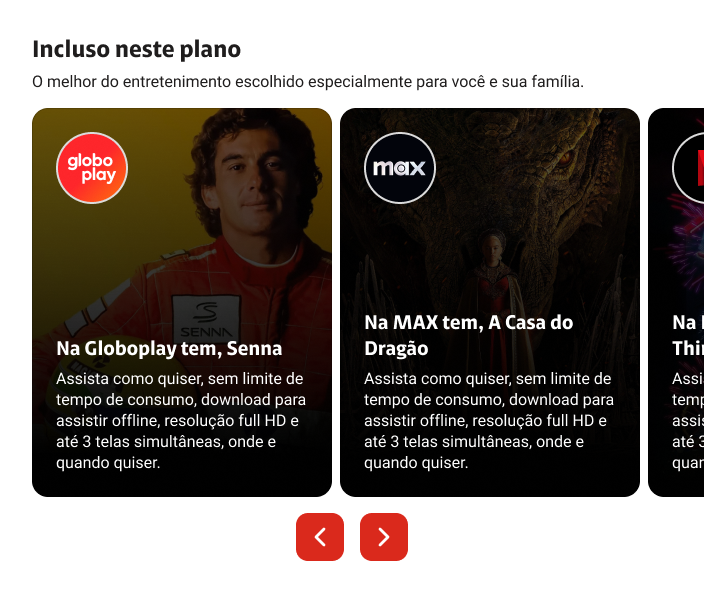 Incluso neste plano
O melhor do entretenimento escolhido especialmente para você e sua família.
globo
play
SENNA
Na Globoplay tem, Senna
Assista como quiser, sem limite de
tempo de consumo, download para
assistir offline, resolução full HD e
até 3 telas simultâneas, onde e
quando quiser.
max
Na MAX tem, A Casa do
Dragão
Assista como quiser, sem limite de
tempo de consumo, download para
assistir offline, resolução full HD e
até 3 telas simultâneas, onde e
quando quiser.
Na